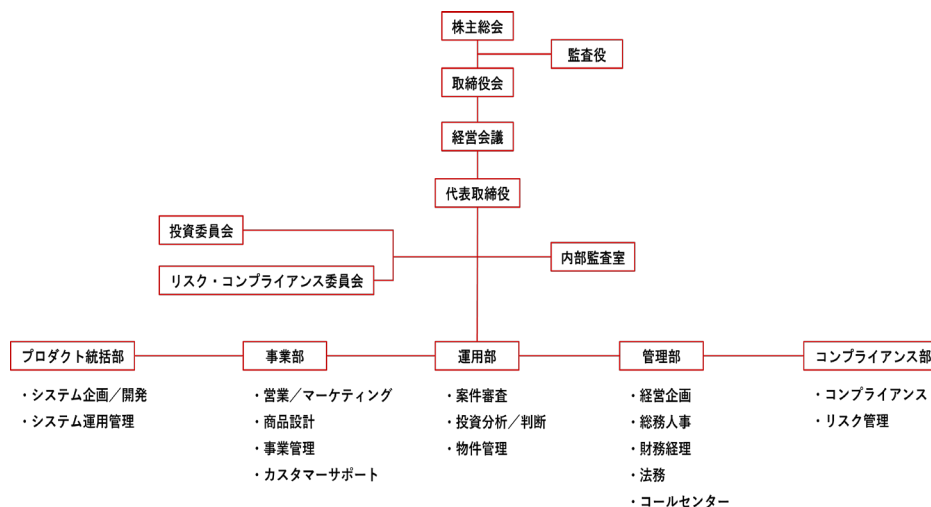 株主総会
監査役
取締役会
経営会議
代表取締役
投資委員会
内部監査室
リスク・コンプライアンス委員会
プロダクト統括部
・システム企画／開発
・システム運用管理
事業部
・営業／マーケティング
・商品設計
・事業管理
・カスタマーサポート
運用部
・案件審査
・投資分析／判断
・物件管理
管理部
・経営企画
・総務人事
・財務経理
・法務
・コールセンター
コンプライアンス部
・コンプライアンス
・リスク管理